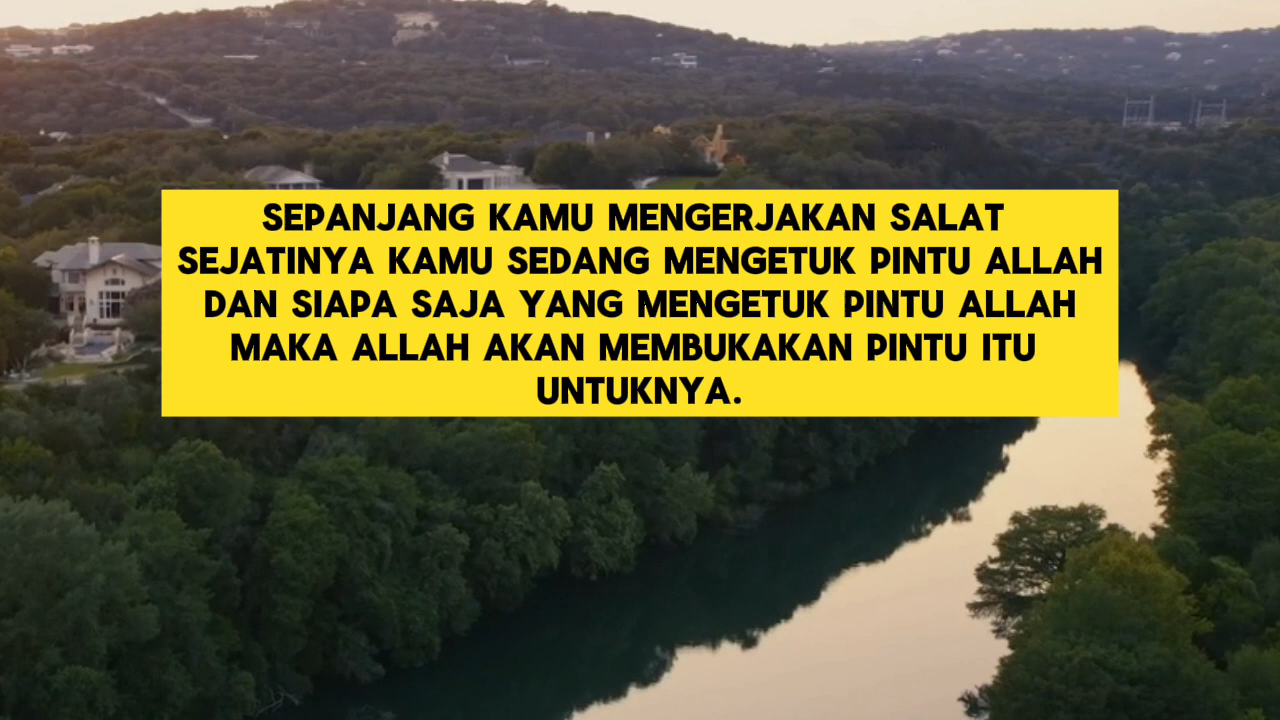 SEPANJANG KAMU MENGERJAKAN SALAT
SEJATINYA KAMU SEDANG MENGETUK PINTU ALLAH
DAN SIAPA SAJA YANG MENGETUK PINTU ALLAH
MAKA ALLAH AKAN MEMBUKAKAN PINTU ITU
UNTUKNYA.